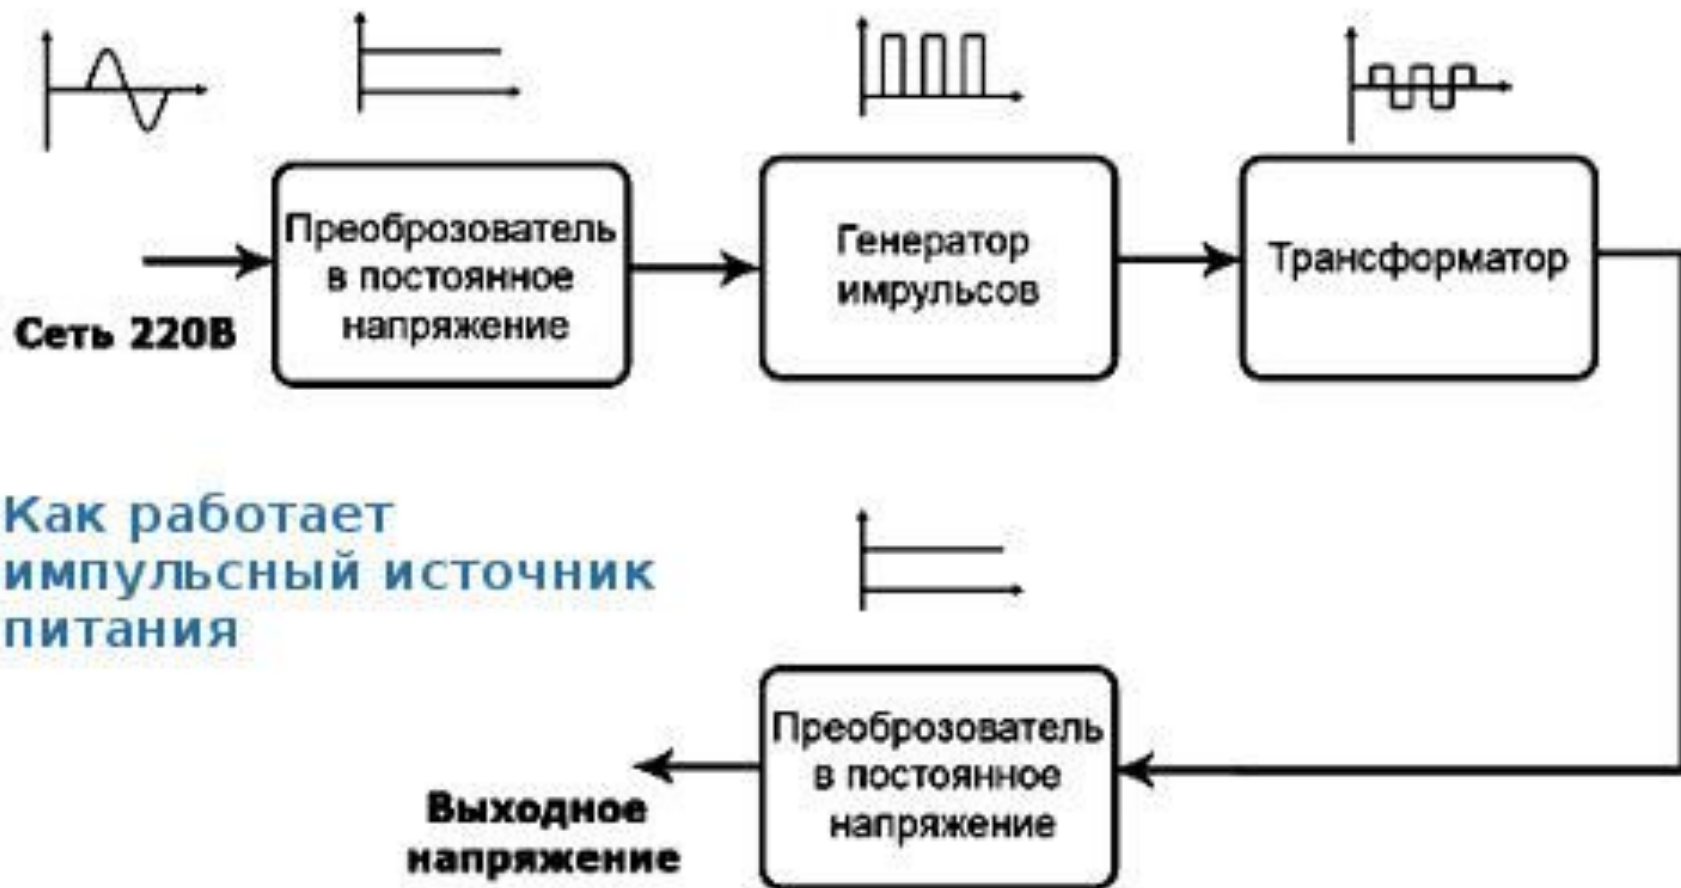 Сеть 220В
Преоброзователь
в постоянное
напряжение
Генератор
имрульсов
Трансформатор
Как работает
импульсный источник
питания
Преоброзователь
в постоянное
напряжение
Выходное
напряжение